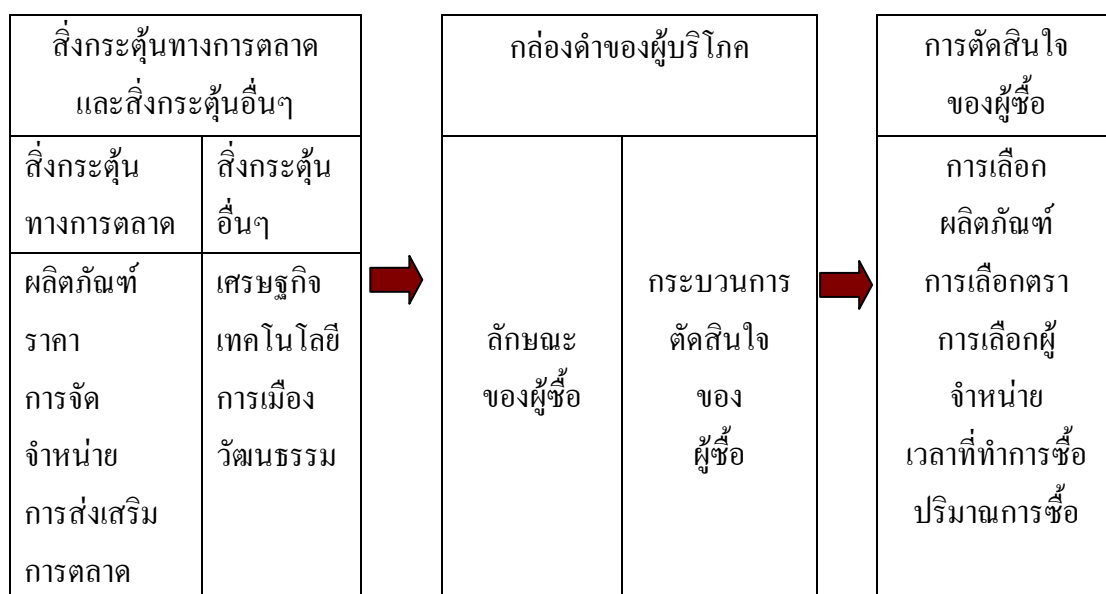 สิ่งกระตุ้นทางการตลาด
และสิ่งกระตุ้นอื่นๆ
สิ่งกระตุ้น
ทางการตลาด
สิ่งกระตุ้น
อื่นๆ
ผลิตภัณฑ์
ราคา
การจัด
จำหน่าย
การส่งเสริม
การตลาด
เศรษฐกิจ
เทคโนโลยี
การเมือง
วัฒนธรรม
กล่องดำของผู้บริโภค
ลักษณะ
ของผู้ซื้อ
กระบวนการ
ตัดสินใจ
ของ
ผู้ซื้อ
การตัดสินใจ
ของผู้ซื้อ
การเลือก
ผลิตภัณฑ์
การเลือกตรา
การเลือกผู้
จำหน่าย
เวลาที่ทำการซื้อ
ปริมาณการซื้อ